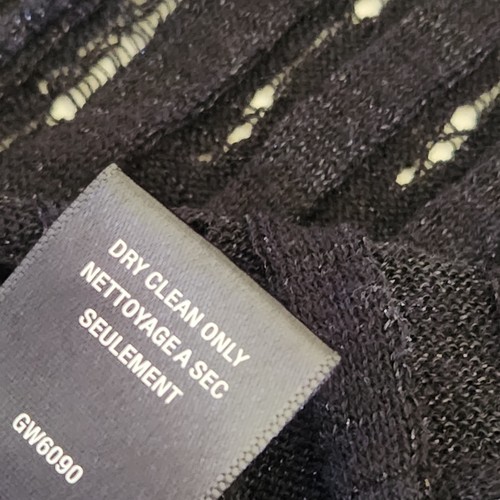 DRY CLEAN ONLY
NETTOYAGE A SEC
SEULEMENT
GW6090